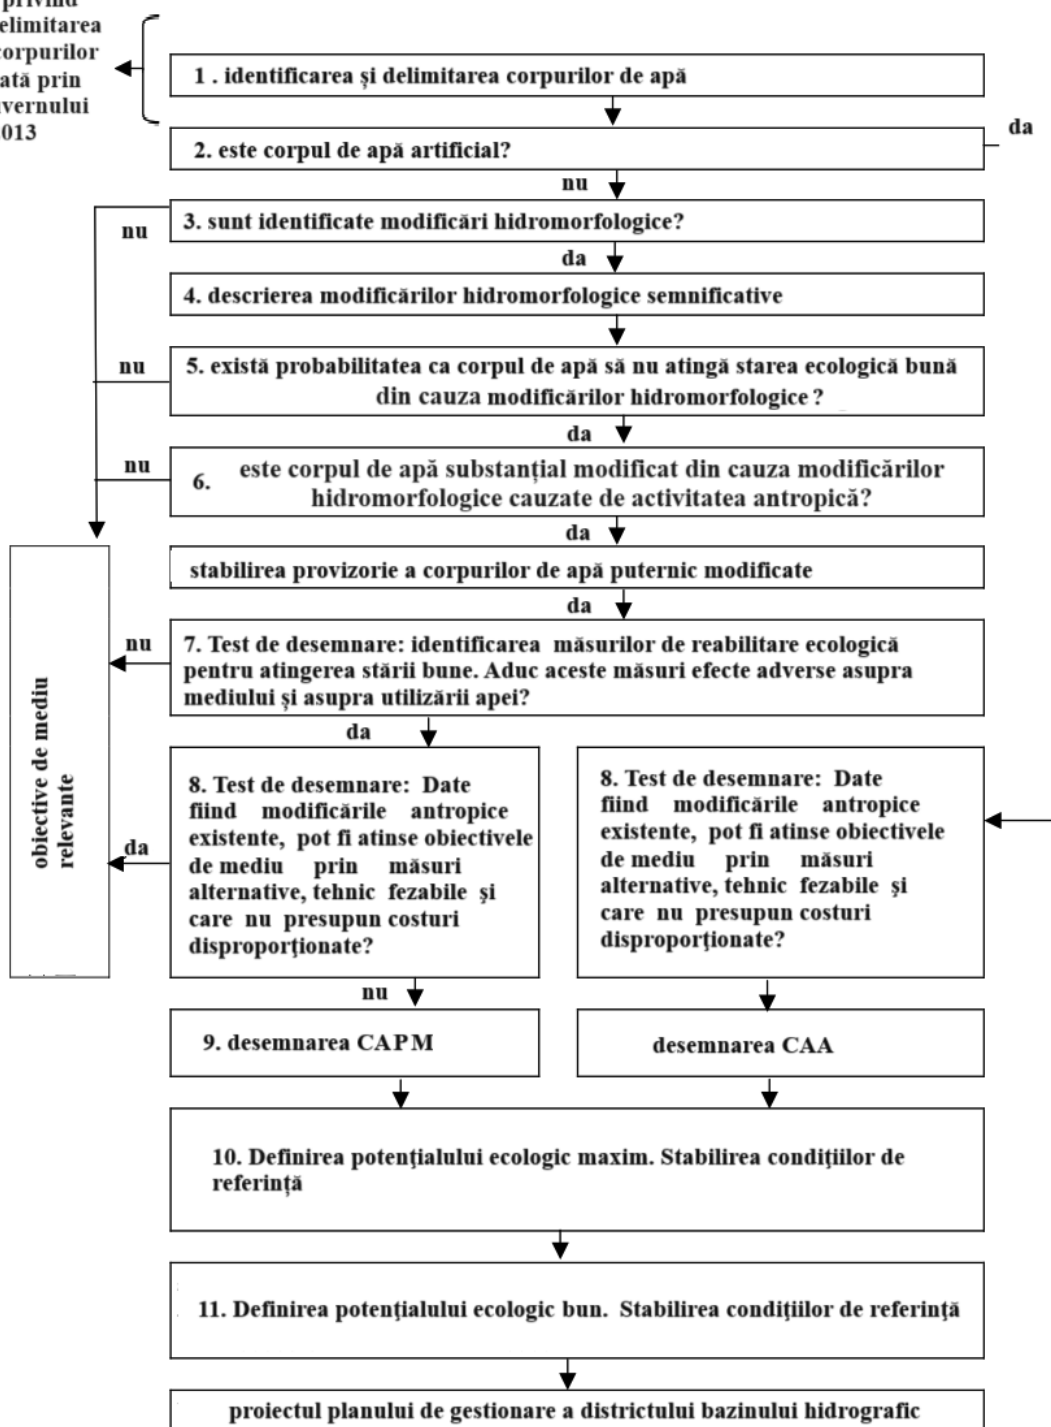 privind
elimitarea
corpurilor
ată prin
vernului
013
1 . identificarea și delimitarea corpurilor de apă
da
2. este corpul de apă artificial?
nu
nu
3. sunt identificate modificări hidromorfologice?
da
4. descrierea modificărilor hidromorfologice semnificative
nu
5. există probabilitatea ca corpul de apă să nu atingă starea ecologică bună
din cauza modificărilor hidromorfologice ?
da
nu
6. este corpul de apă substanțial modificat din cauza modificărilor
hidromorfologice cauzate de activitatea antropică?
da
stabilirea provizorie a corpurilor de apă puternic modificate
da
nu
7. Test de desemnare: identificarea măsurilor de reabilitare ecologică
pentru atingerea stării bune. Aduc aceste măsuri efecte adverse asupra
mediului și asupra utilizării apei?
da
obiective de mediu
relevante
da
8. Test de desemnare: Date
fiind modificările antropice
existente, pot fi atinse obiectivele
de mediu prin măsuri
alternative, tehnic fezabile şi
care nu presupun costuri
disproporţionate?
8. Test de desemnare: Date
fiind modificările antropice
existente, pot fi atinse obiectivele
de mediu prin măsuri
alternative, tehnic fezabile şi
care nu presupun costuri
disproporţionate?
nu
9. desemnarea CAPM
desemnarea CAA
10. Definirea potenţialului ecologic maxim. Stabilirea condiţiilor de
referință
11. Definirea potenţialului ecologic bun. Stabilirea condiţiilor de referinţă
proiectul planului de gestionare a districtului bazinului hidrografic